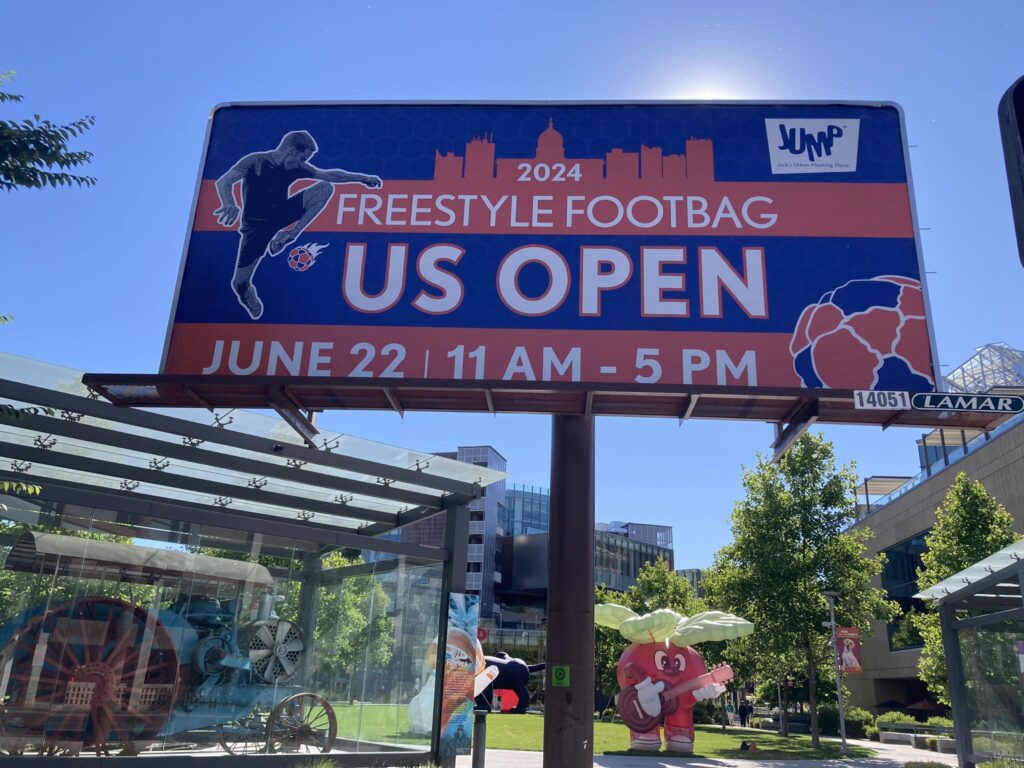 JUMP
Jack's Urban Meeting Place
2024
FREESTYLE FOOTBAG
US OPEN
JUNE 22 | 11 AM - 5 PM
14051
LAMAR